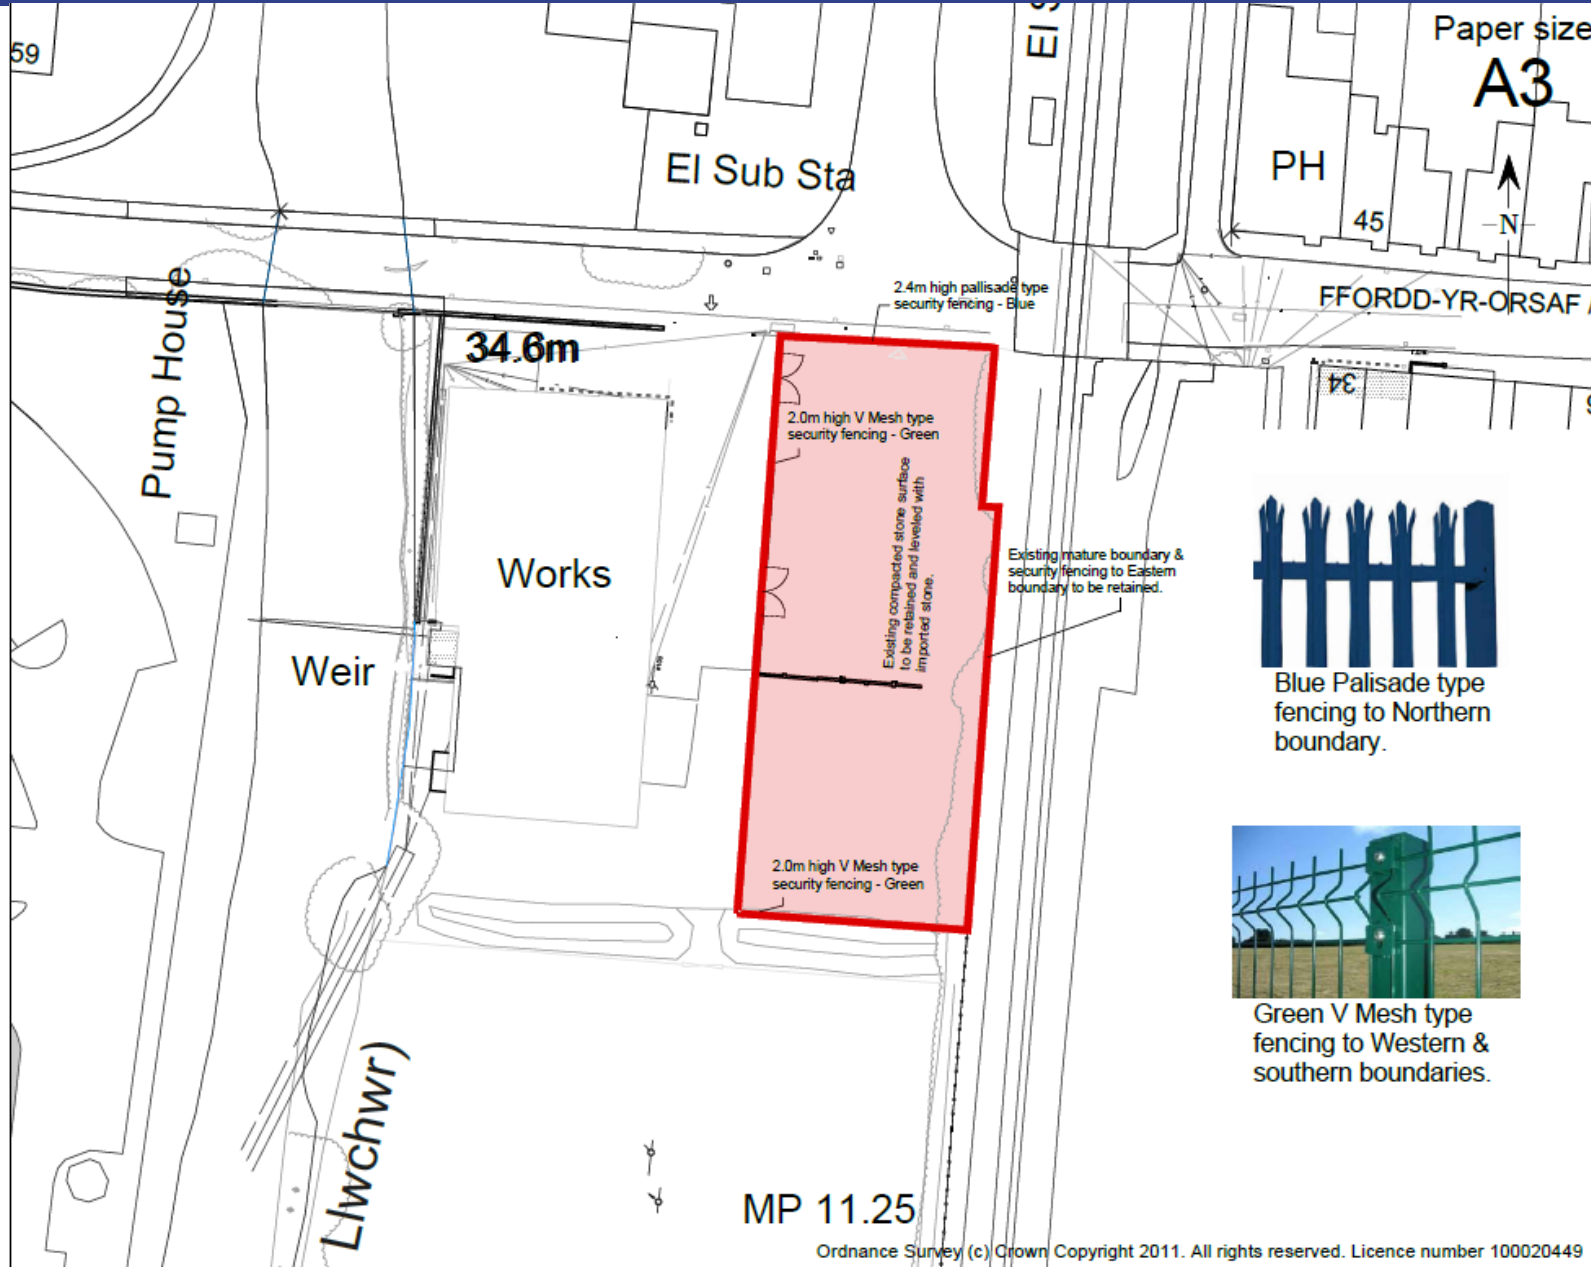 59
El S
Paper size
A3
El Sub Sta
PH
45
N
Pump House
2.4m high pallisade type
security fencing - Blue
FFORDD-YR-ORSAF
34.6m
34
2.0m high V Mesh type
security fencing - Green
Existing compacted stone surface
to be retained and leveled with
imported stone.
Works
Existing mature boundary &
security fencing to Eastern
boundary to be retained.
Weir
Blue Palisade type
fencing to Northern
boundary.
2.0m high V Mesh type
security fencing - Green
Green V Mesh type
fencing to Western &
southern boundaries.
Llwchwr)
MP 11.25
Ordnance Survey (c) Crown Copyright 2011. All rights reserved. Licence number 100020449